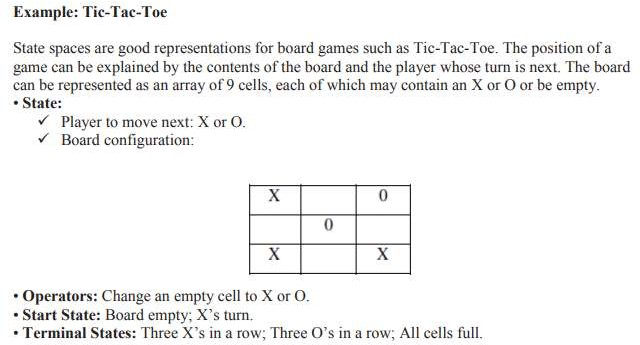 Example: Tic-Tac-Toe
State spaces are good representations for board games such as Tic-Tac-Toe. The position of a
game can be explained by the contents of the board and the player whose turn is next. The board
can be represented as an array of 9 cells, each of which may contain an X or O or be empty.
• State:
✓ Player to move next: X or O.
✓ Board configuration:
X 0
0
X X
• Operators: Change an empty cell to X or O.
• Start State: Board empty; X's turn.
• Terminal States: Three X's in a row; Three O's in a row; All cells full.